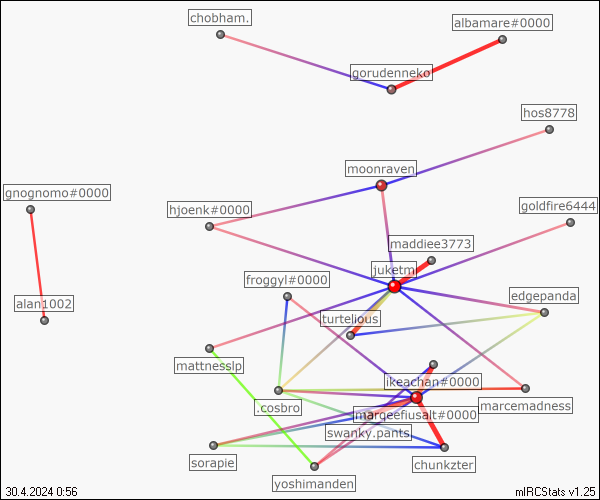 chobham.
albamare#0000
gorudenneko
hos8778
moonraven
gnognomo#0000
hjoenk#0000
goldfire6444
maddiee3773
juketm
froggyl#0000
edgepanda
alan1002
turtelious
mattnesslp
ikeachan#0000
.cosbro
marcemadness
marceefiusalt#0000
swanky.pants
sorapie
chunkzter
yoshimanden
30.4.2024 0:56
mIRCStats v1.25